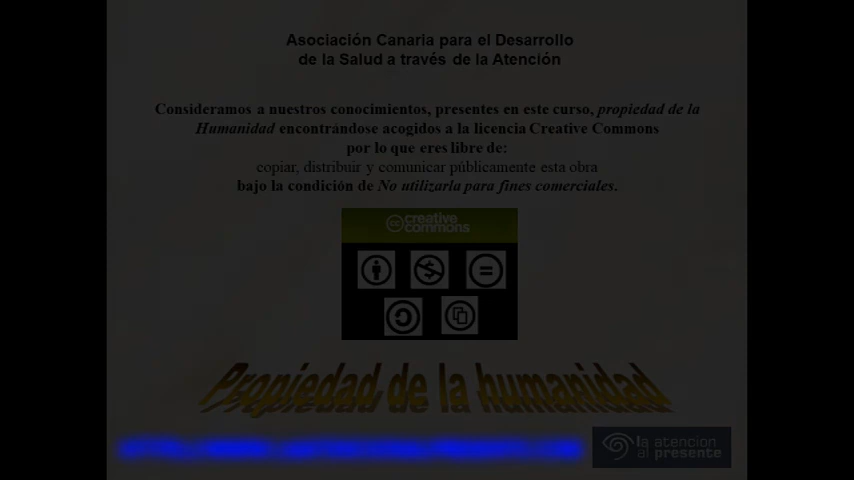 Asociación Canaria para el Desarrollo
de la Salud a través de la Atención
Consideramos a nuestros conocimientos, presentes en este curso, propiedad de la
Humanidad encontrándose acogidos a la licencia Creative Commons
por lo que eres libre de:
copiar, distribuir y comunicar públicamente esta obra
bajo la condición de No utilizarla para fines comerciales.
cc creative
commons
Propiedad de la humanidad
la atencion
al presente